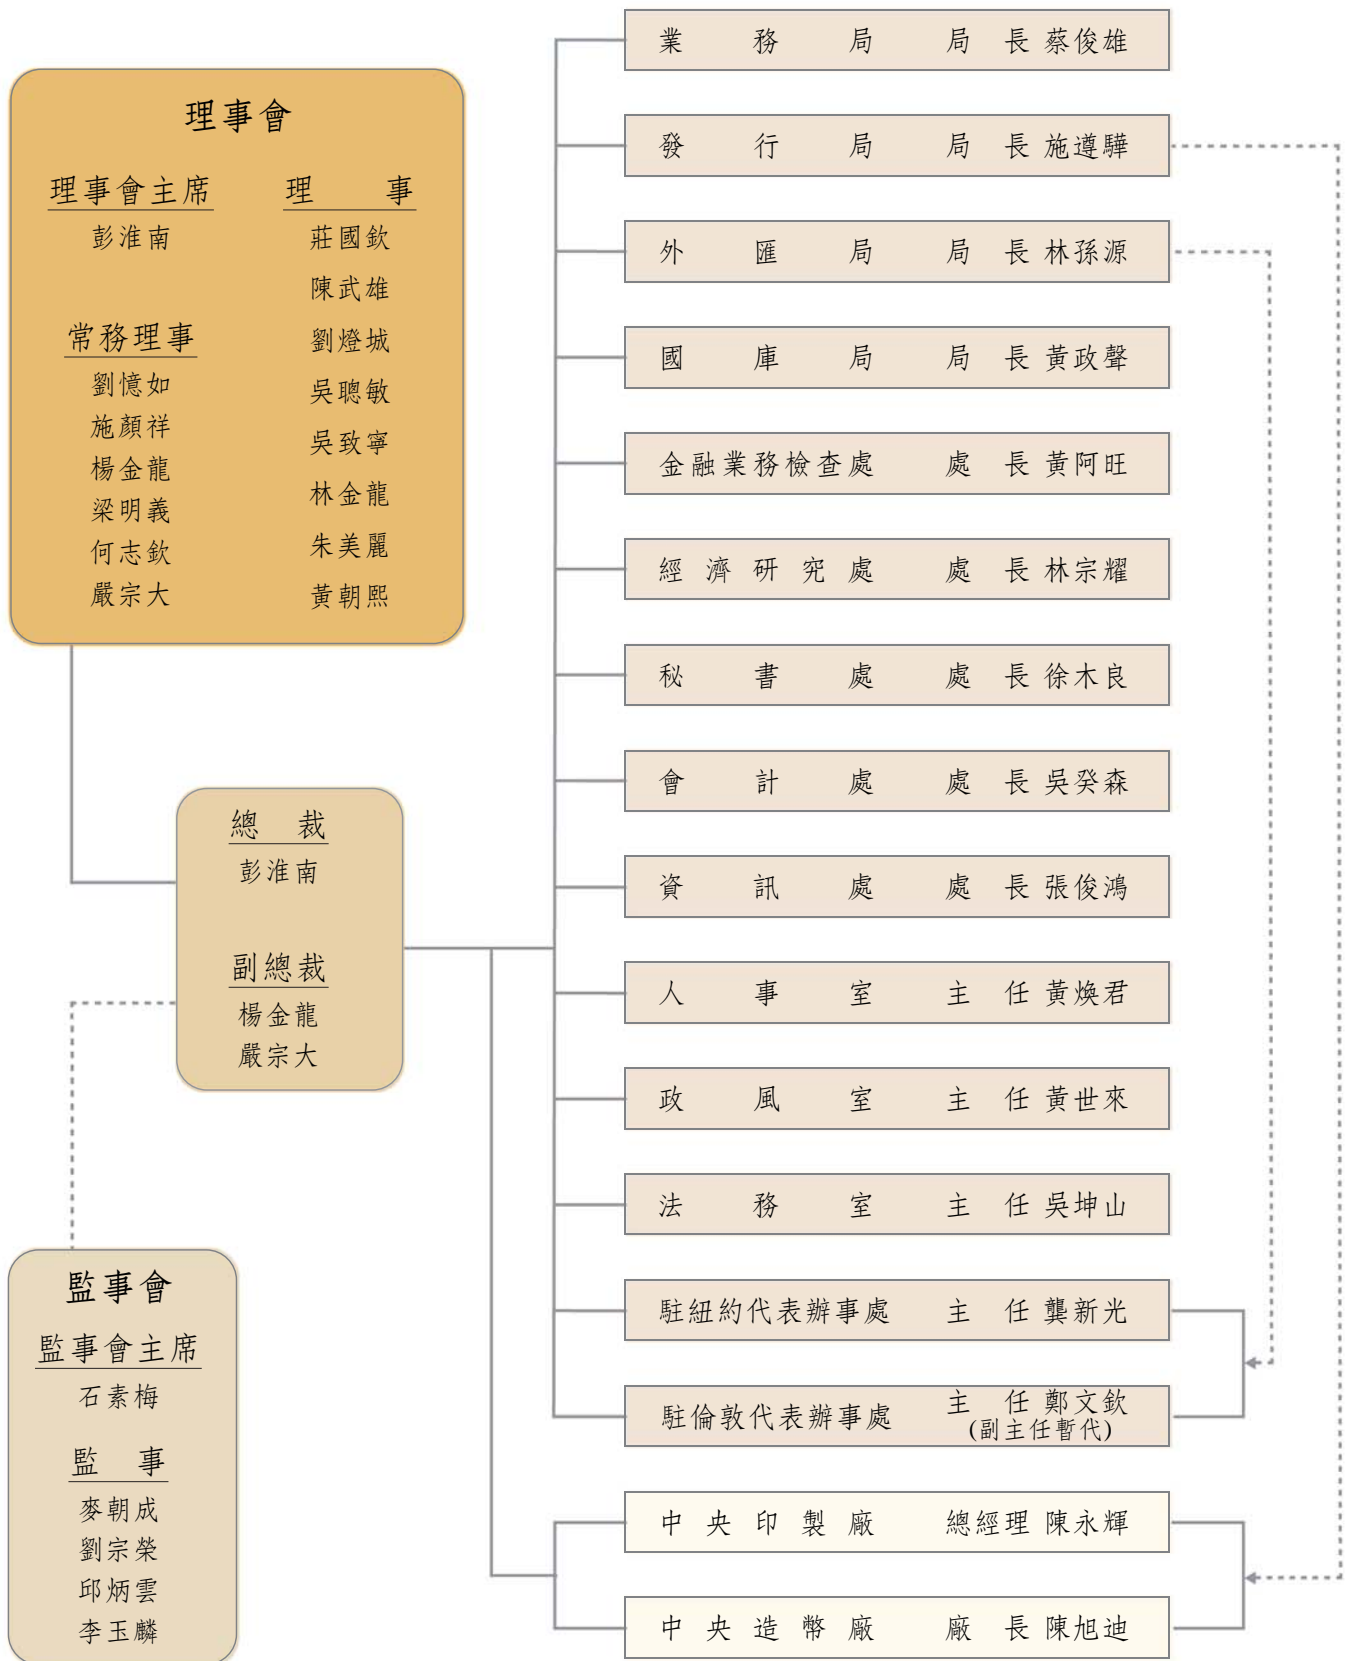 理事會
理事會主席
彭淮南
常務理事
劉憶如
施顏祥
楊金龍
梁明義
何志欽
嚴宗大
理 事
莊國欽
陳武雄
劉燈城
吳聰敏
吳致寧
林金龍
朱美麗
黃朝熙
總 裁
彭淮南
副總裁
楊金龍
嚴宗大
監事會
監事會主席
石素梅
監 事
麥朝成
劉宗榮
邱炳雲
李玉麟
業務局 局長 蔡俊雄
發行局 局長 施遵驊
外匯局 局長 林孫源
國庫局 局長 黃政聲
金融業務檢查處 處長 黃阿旺
經濟研究處 處長 林宗耀
秘書處 處長 徐木良
會計處 處長 吳癸森
資訊處 處長 張俊鴻
人事室 主任 黃煥君
政風室 主任 黃世來
法務室 主任 吳坤山
駐紐約代表辦事處 主任 龔新光
駐倫敦代表辦事處 主任 鄭文欽
(副主任暫代)
中央印製廠 總經理 陳永輝
中央造幣廠 廠長 陳旭迪